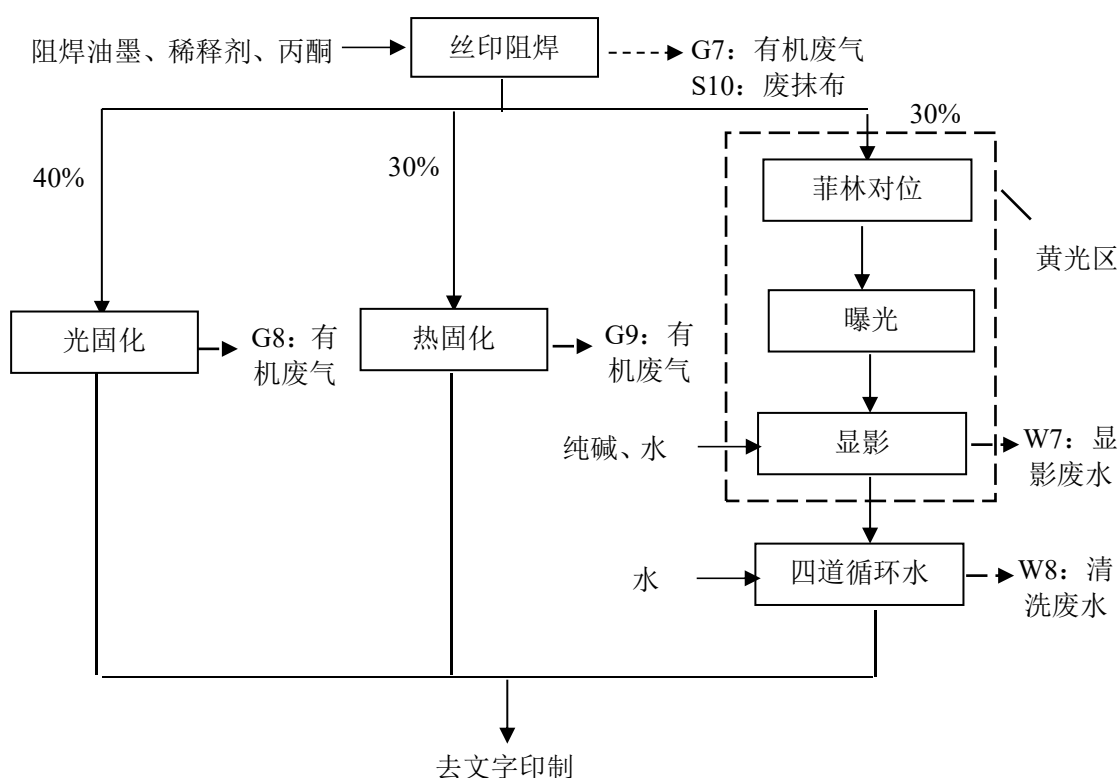 阻焊油墨、稀释剂、丙酮
丝印阻焊
G7：有机废气
S10：废抹布
40%
30%
30%
菲林对位
黄光区
曝光
光固化
G8：有
机废气
热固化
G9：有
机废气
纯碱、水
显影
W7：显
影废水
水
四道循环水
W8：清
洗废水
去文字印制